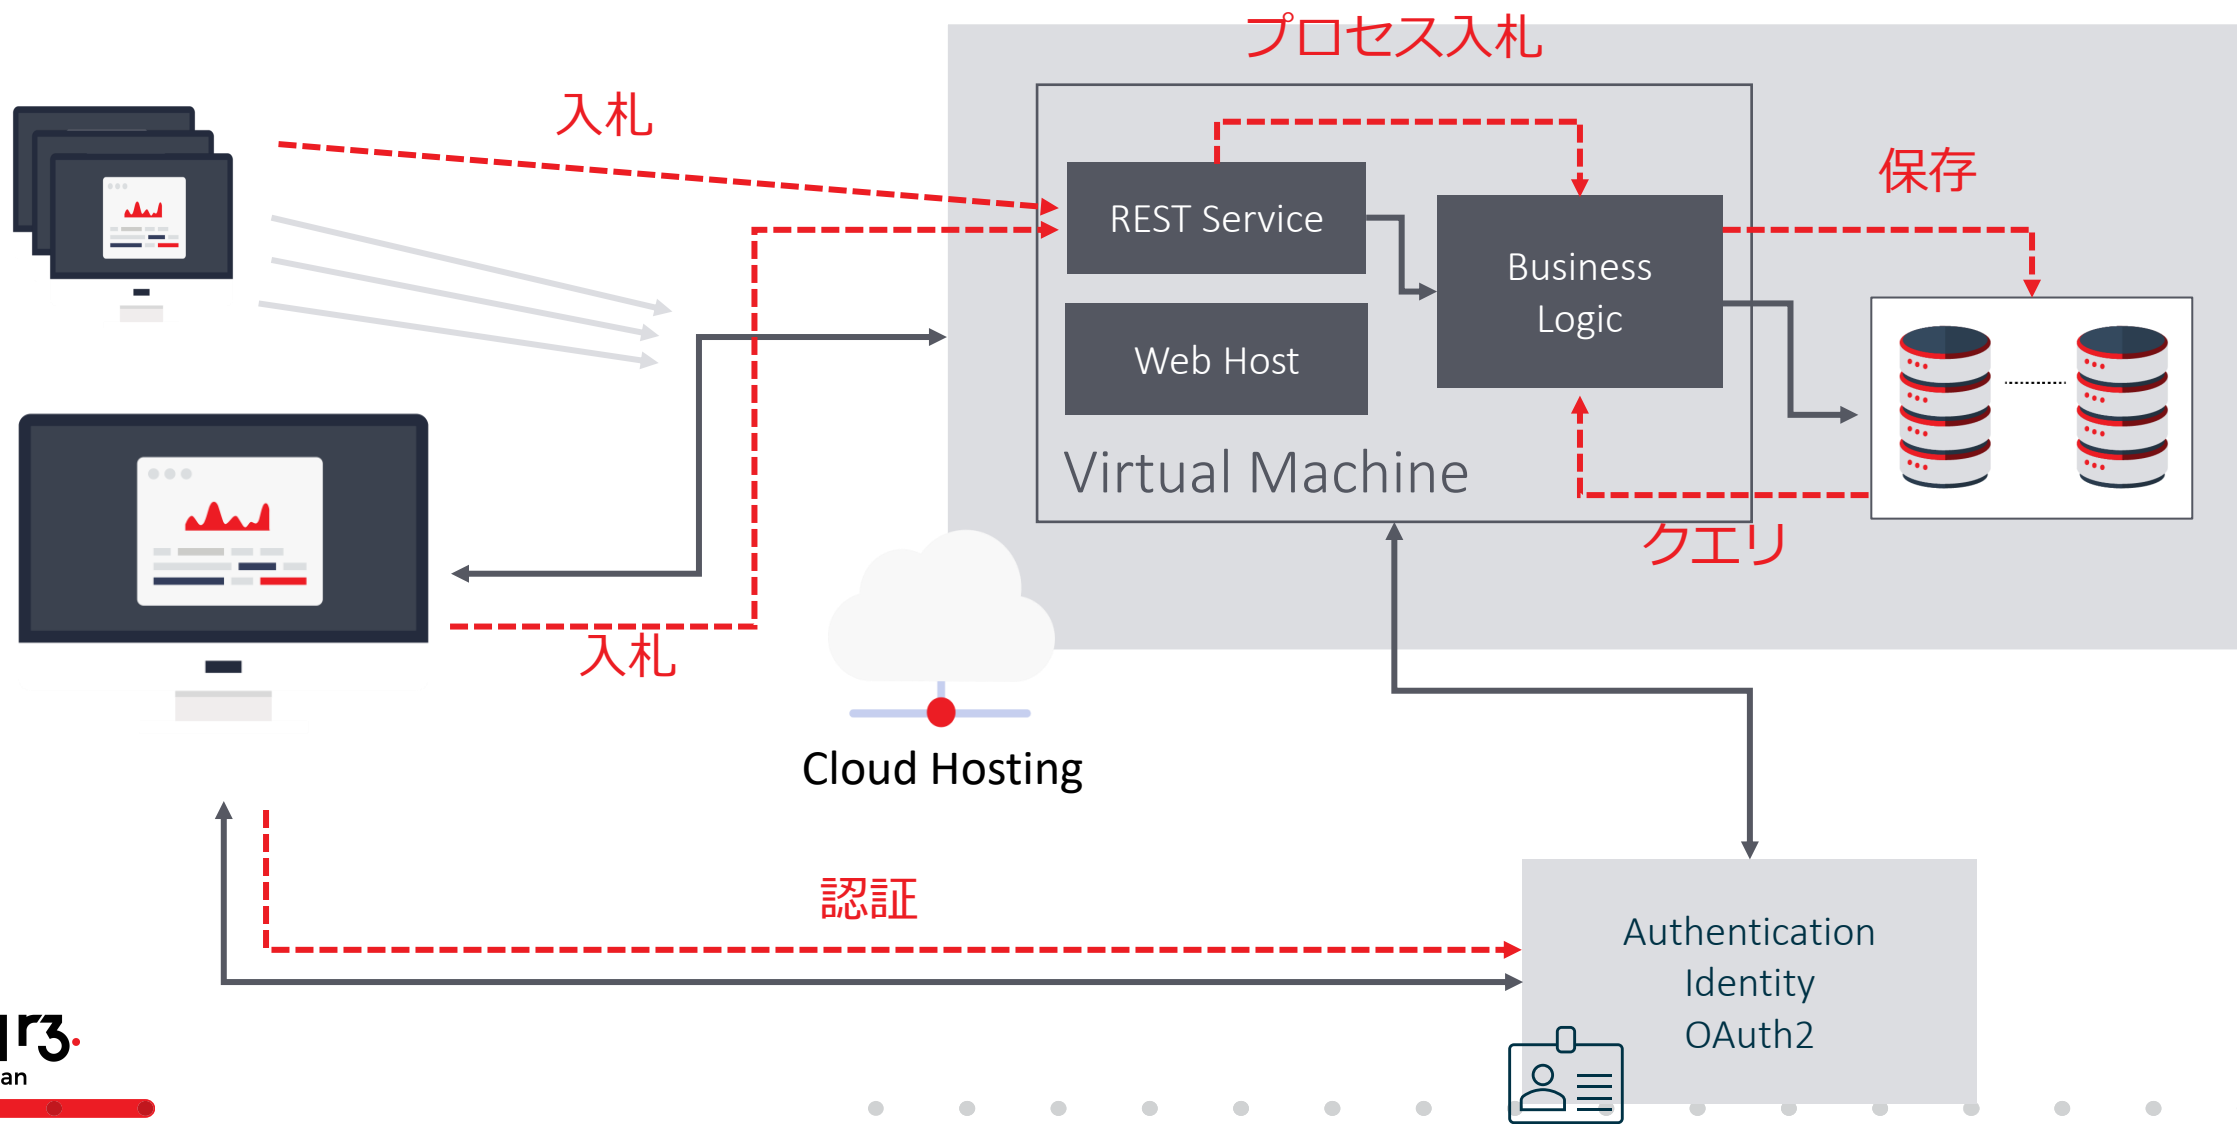 プロセス入札
入札
保存
REST Service
Business
Logic
Web Host
Virtual Machine
クエリ
入札
Cloud Hosting
認証
Authentication
Identity
OAuth2
r3.
an